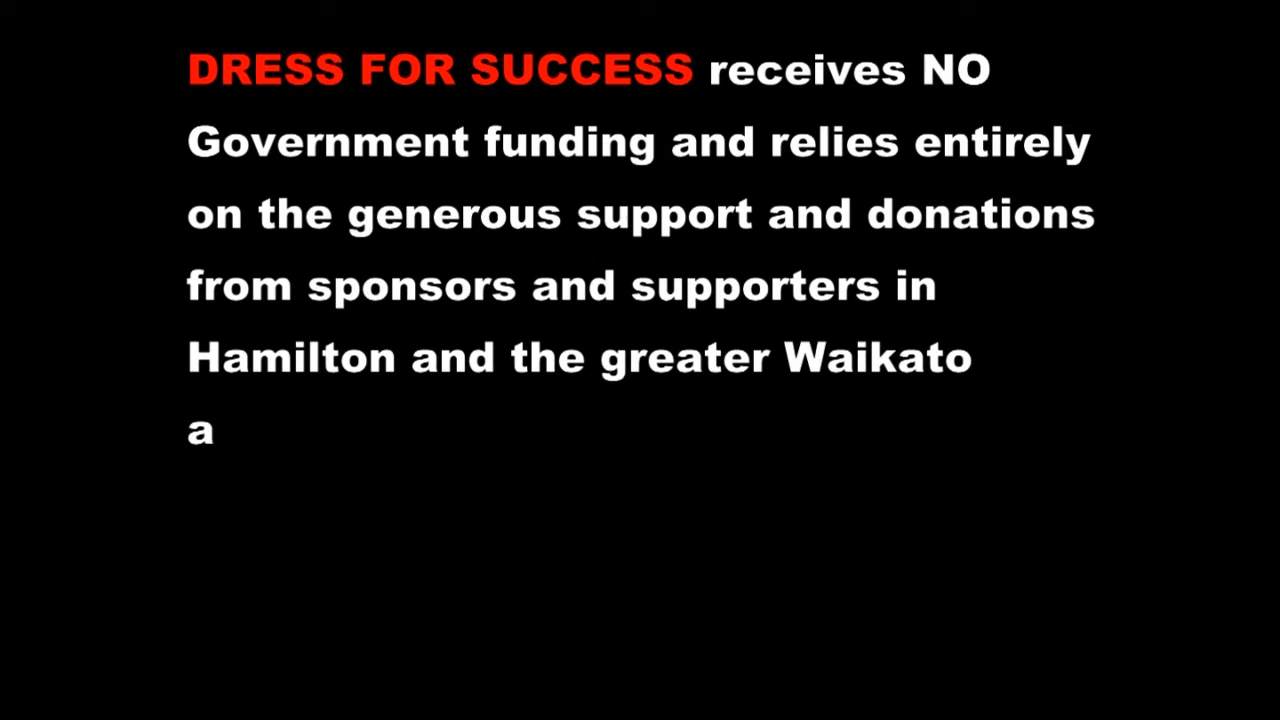 DRESS FOR SUCCESS receives NO
Government funding and relies entirely
on the generous support and donations
from sponsors and supporters in
Hamilton and the greater Waikato
a